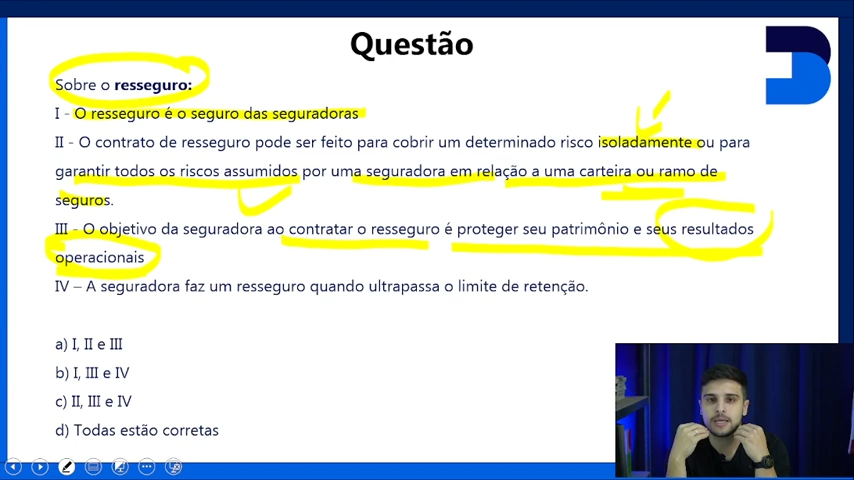 Questão
Sobre o resseguro:
I - O resseguro é o seguro das seguradoras
II - O contrato de resseguro pode ser feito para cobrir um determinado risco isoladamente ou para
garantir todos os riscos assumidos por uma seguradora em relação a uma carteira ou ramo de
seguros.
III - O objetivo da seguradora ao contratar o resseguro é proteger seu patrimônio e seus resultados
operacionais
IV – A seguradora faz um resseguro quando ultrapassa o limite de retenção.
a) I, II e III
b) I, III e IV
c) II, III e IV
d) Todas estão corretas